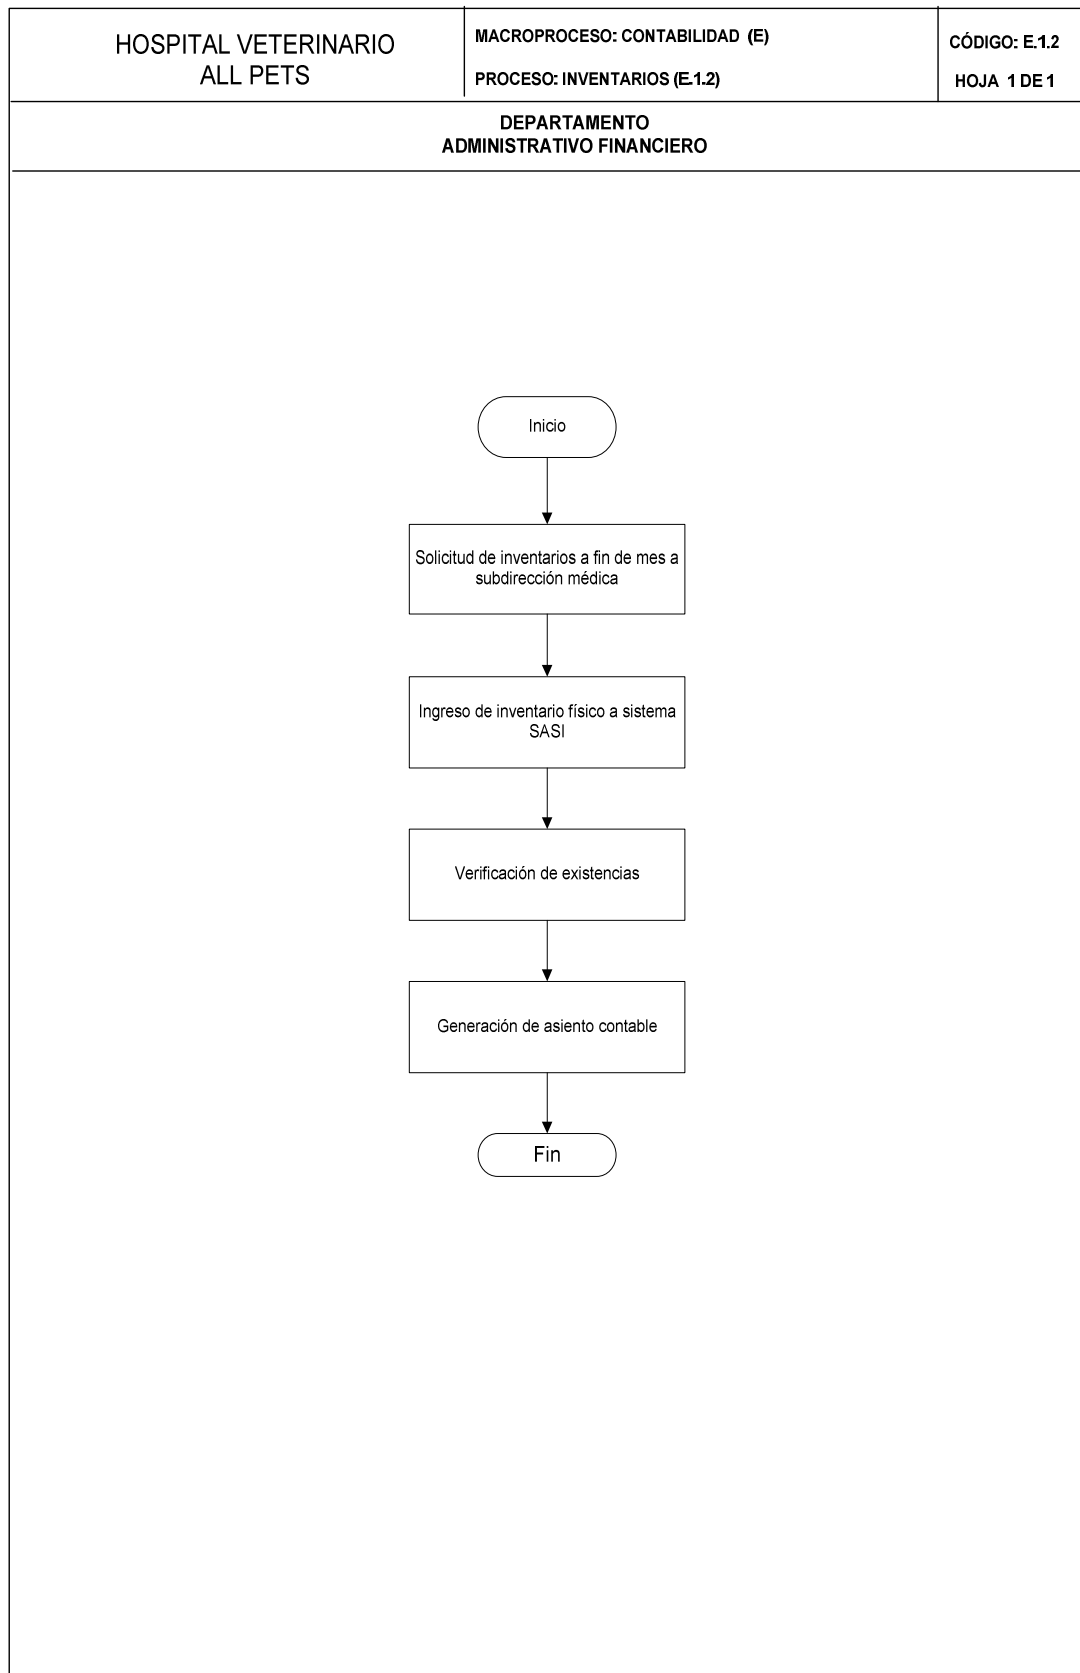 HOSPITAL VETERINARIO
ALL PETS
MACROPROCESO: CONTABILIDAD (E)
PROCESO: INVENTARIOS (E.1.2)
CÓDIGO: E.1.2
HOJA 1 DE 1
DEPARTAMENTO
ADMINISTRATIVO FINANCIERO
Inicio
Solicitud de inventarios a fin de mes a
subdirección médica
Ingreso de inventario físico a sistema
SASI
Verificación de existencias
Generación de asiento contable
Fin